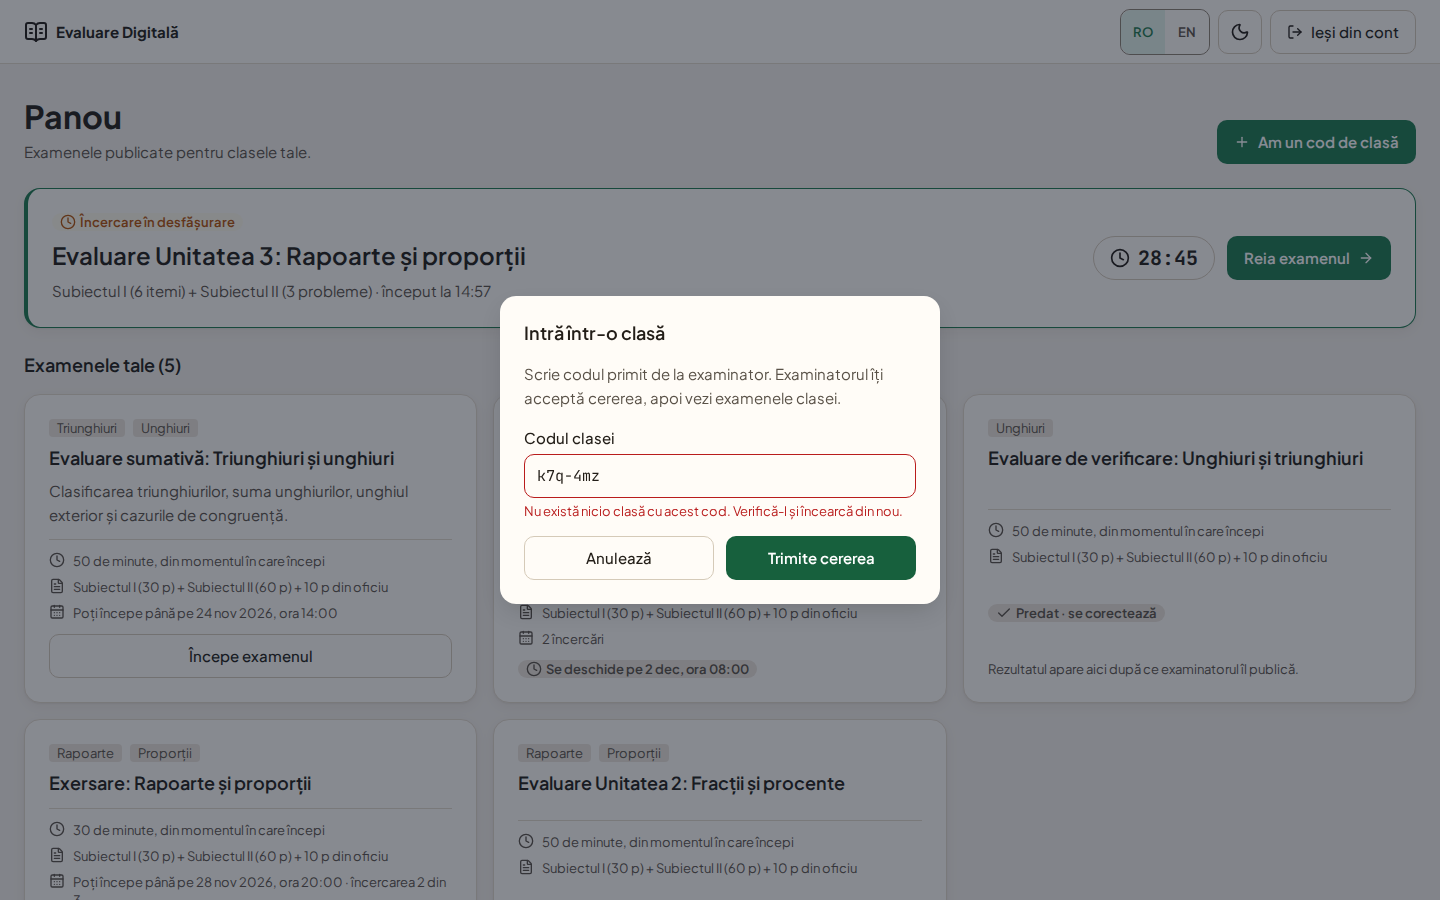 Evaluare Digitală
RO
EN
Ieși din cont
Panou
Examenele publicate pentru clasele tale.
Am un cod de clasă
Încercare în desfășurare
Evaluare Unitatea 3: Rapoarte și proporții
Subiectul I (6 itemi) + Subiectul II (3 probleme) · început la 14:57
28:45
Reia examenul
Intră într-o clasă
Scrie codul primit de la examinator. Examinatorul îți
acceptă cererea, apoi vezi examenele clasei.
Codul clasei
k7q-4mz
Nu există nicio clasă cu acest cod. Verifică-l și încearcă din nou.
Anulează
Trimite cererea
Examenele tale (5)
Triunghiuri
Unghiuri
Evaluare sumativă: Triunghiuri și unghiuri
Clasificarea triunghiurilor, suma unghiurilor, unghiul
exterior și cazurile de congruență.
50 de minute, din momentul în care începi
Subiectul I (30 p) + Subiectul II (60 p) + 10 p din oficiu
Poți începe până pe 24 nov 2026, ora 14:00
Începe examenul
Subiectul I (30 p) + Subiectul II (60 p) + 10 p din oficiu
2 încercări
Se deschide pe 2 dec, ora 08:00
Unghiuri
Evaluare de verificare: Unghiuri și triunghiuri
50 de minute, din momentul în care începi
Subiectul I (30 p) + Subiectul II (60 p) + 10 p din oficiu
Predat · se corectează
Rezultatul apare aici după ce examinatorul îl publică.
Rapoarte
Proporții
Exersare: Rapoarte și proporții
30 de minute, din momentul în care începi
Subiectul I (30 p) + Subiectul II (60 p) + 10 p din oficiu
Poți începe până pe 28 nov 2026, ora 20:00 · încercarea 2 din
Rapoarte
Proporții
Evaluare Unitatea 2: Fracții și procente
50 de minute, din momentul în care începi
Subiectul I (30 p) + Subiectul II (60 p) + 10 p din oficiu